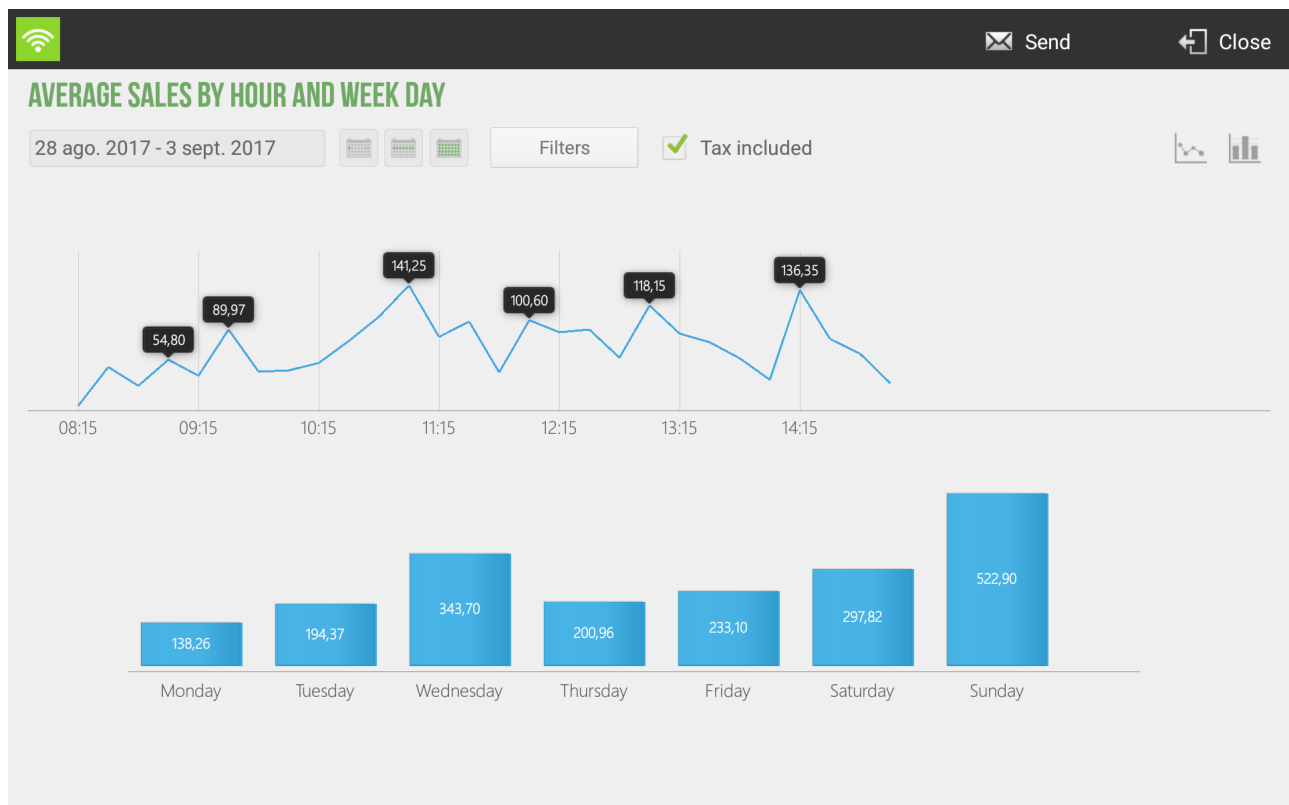 Send Close
AVERAGE SALES BY HOUR AND WEEK DAY
28 ago. 2017 - 3 sept. 2017 Filters Tax included
141,25
136,35
118,15
100,60
89,97
54,80
08:15 09:15 10:15 11:15 12:15 13:15 14:15
522,90
343,70
297,82
233,10
200,96
194,37
138,26
Monday Tuesday Wednesday Thursday Friday Saturday Sunday